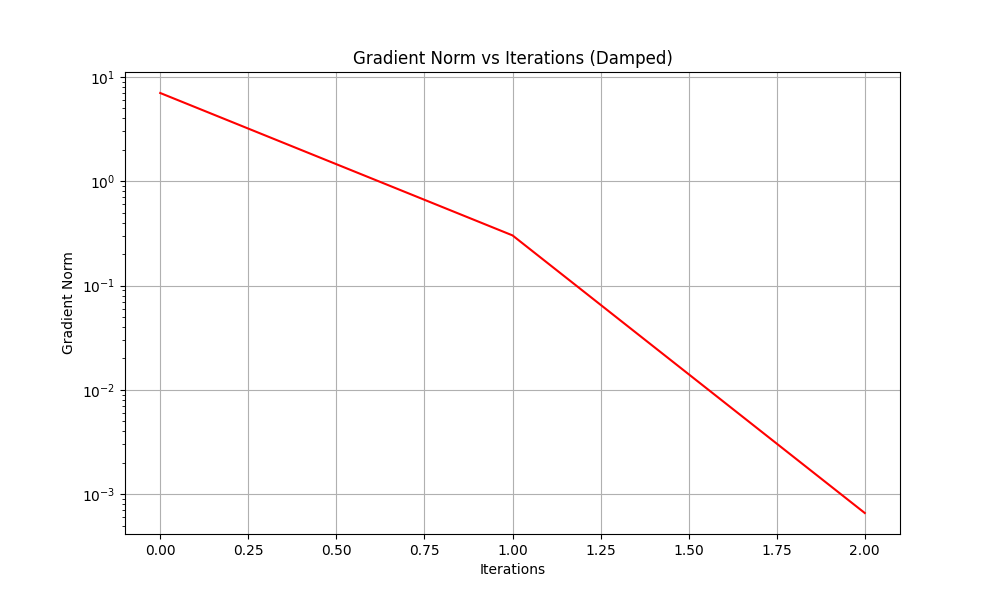 Gradient Norm vs Iterations (Damped)
Gradient Norm
10¹
10⁰
10⁻¹
10⁻²
10⁻³
0.00 0.25 0.50 0.75 1.00 1.25 1.50 1.75 2.00
Iterations